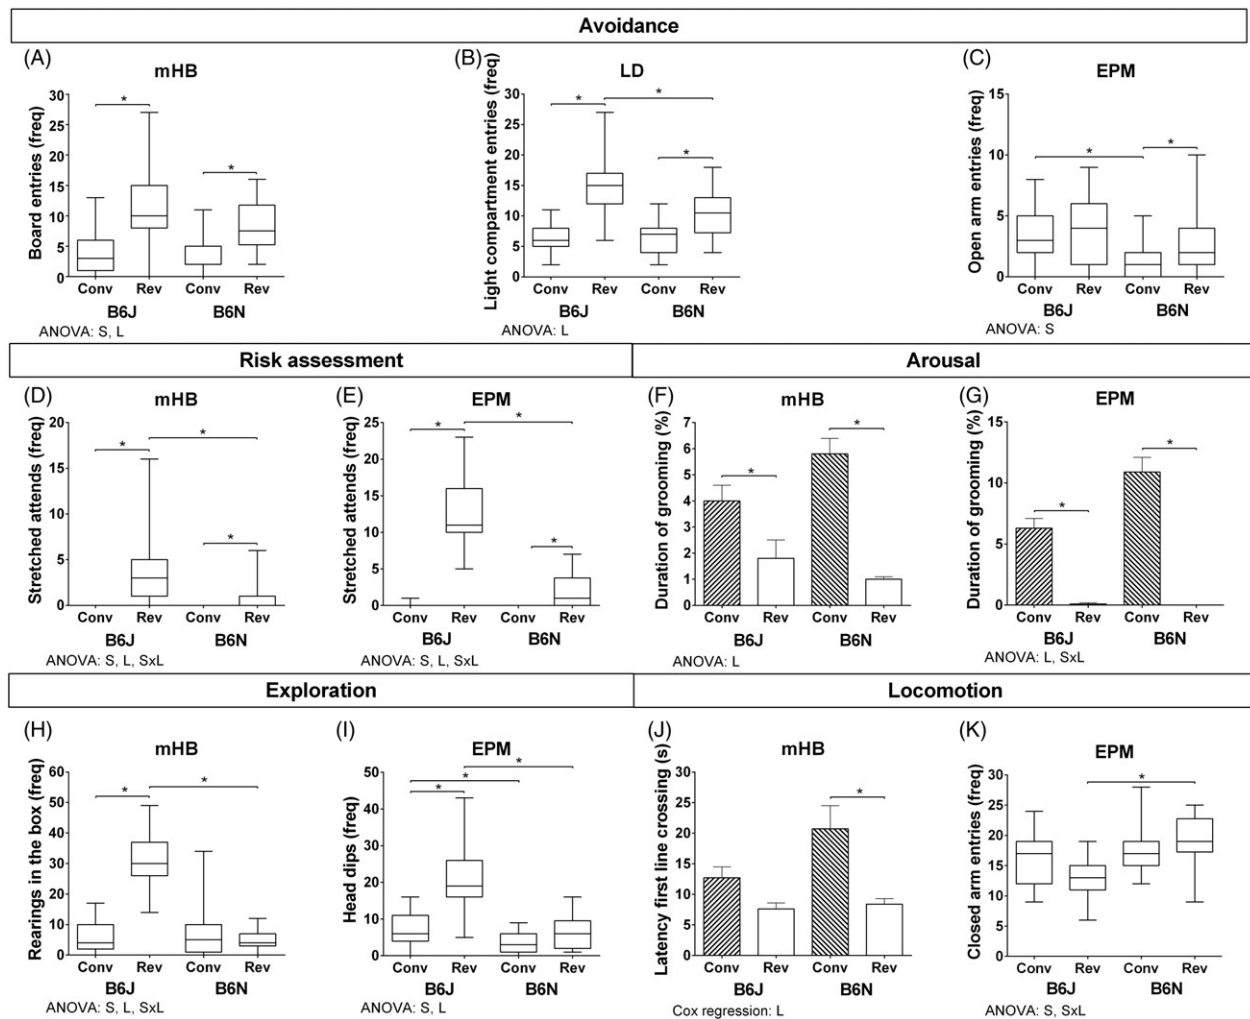 Avoidance
(A)
mHB
Board entries (freq)
30
25
20
15
10
5
0
*
*
Conv Rev Conv Rev
B6J B6N
ANOVA: S, L
(B)
LD
Light compartment entries (freq)
30
25
20
15
10
5
0
* *
*
Conv Rev Conv Rev
B6J B6N
ANOVA: L
(C)
EPM
Open arm entries (freq)
15
10
5
0
* *
Conv Rev Conv Rev
B6J B6N
ANOVA: S
Risk assessment
(D)
mHB
Stretched attends (freq)
20
15
10
5
0
* *
*
Conv Rev Conv Rev
B6J B6N
ANOVA: S, L, SxL
(E)
EPM
Stretched attends (freq)
25
20
15
10
5
0
* *
*
Conv Rev Conv Rev
B6J B6N
ANOVA: S, L, SxL
Arousal
(F)
mHB
Duration of grooming (%)
7
6
5
4
3
2
1
0
*
*
Conv Rev Conv Rev
B6J B6N
ANOVA: L
(G)
EPM
Duration of grooming (%)
15
10
5
0
*
*
Conv Rev Conv Rev
B6J B6N
ANOVA: L, SxL
Exploration
(H)
mHB
Rearings in the box (freq)
60
50
40
30
20
10
0
* *
Conv Rev Conv Rev
B6J B6N
ANOVA: S, L, SxL
(I)
EPM
Head dips (freq)
50
40
30
20
10
0
*
*
*
Conv Rev Conv Rev
B6J B6N
ANOVA: S, L
Locomotion
(J)
mHB
Latency first line crossing (s)
30
25
20
15
10
5
0
*
Conv Rev Conv Rev
B6J B6N
Cox regression: L
(K)
EPM
Closed arm entries (freq)
30
25
20
15
10
5
0
*
Conv Rev Conv Rev
B6J B6N
ANOVA: S, SxL